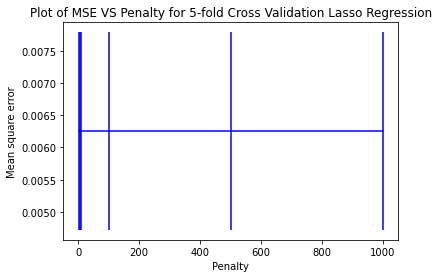 Plot of MSE VS Penalty for 5-fold Cross Validation Lasso Regression
0.0075
0.0070
0.0065
0.0060
0.0055
0.0050
Mean square error
0 200 400 600 800 1000
Penalty